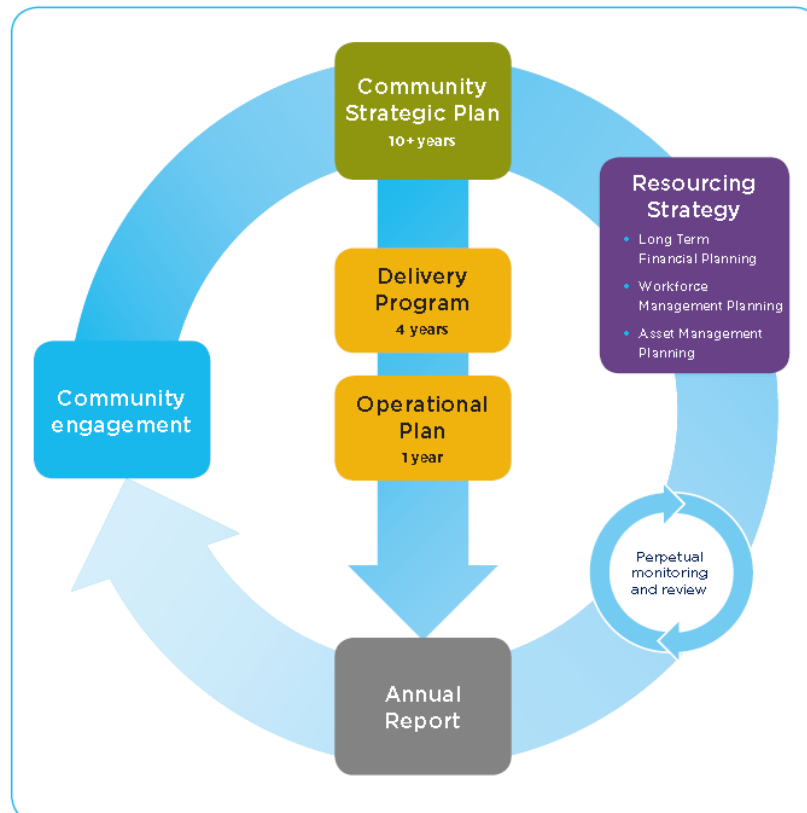 Community
Strategic Plan
10+ years
Resourcing
Strategy
• Long Term
Financial Planning
• Workforce
Management Planning
• Asset Management
Planning
Delivery
Program
4 years
Community
engagement
Operational
Plan
1 year
Perpetual
monitoring
and review
Annual
Report